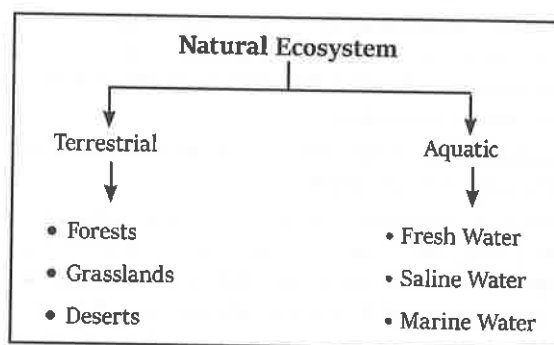 Natural Ecosystem
Terrestrial
Aquatic
• Forests
• Grasslands
• Deserts
• Fresh Water
• Saline Water
• Marine Water